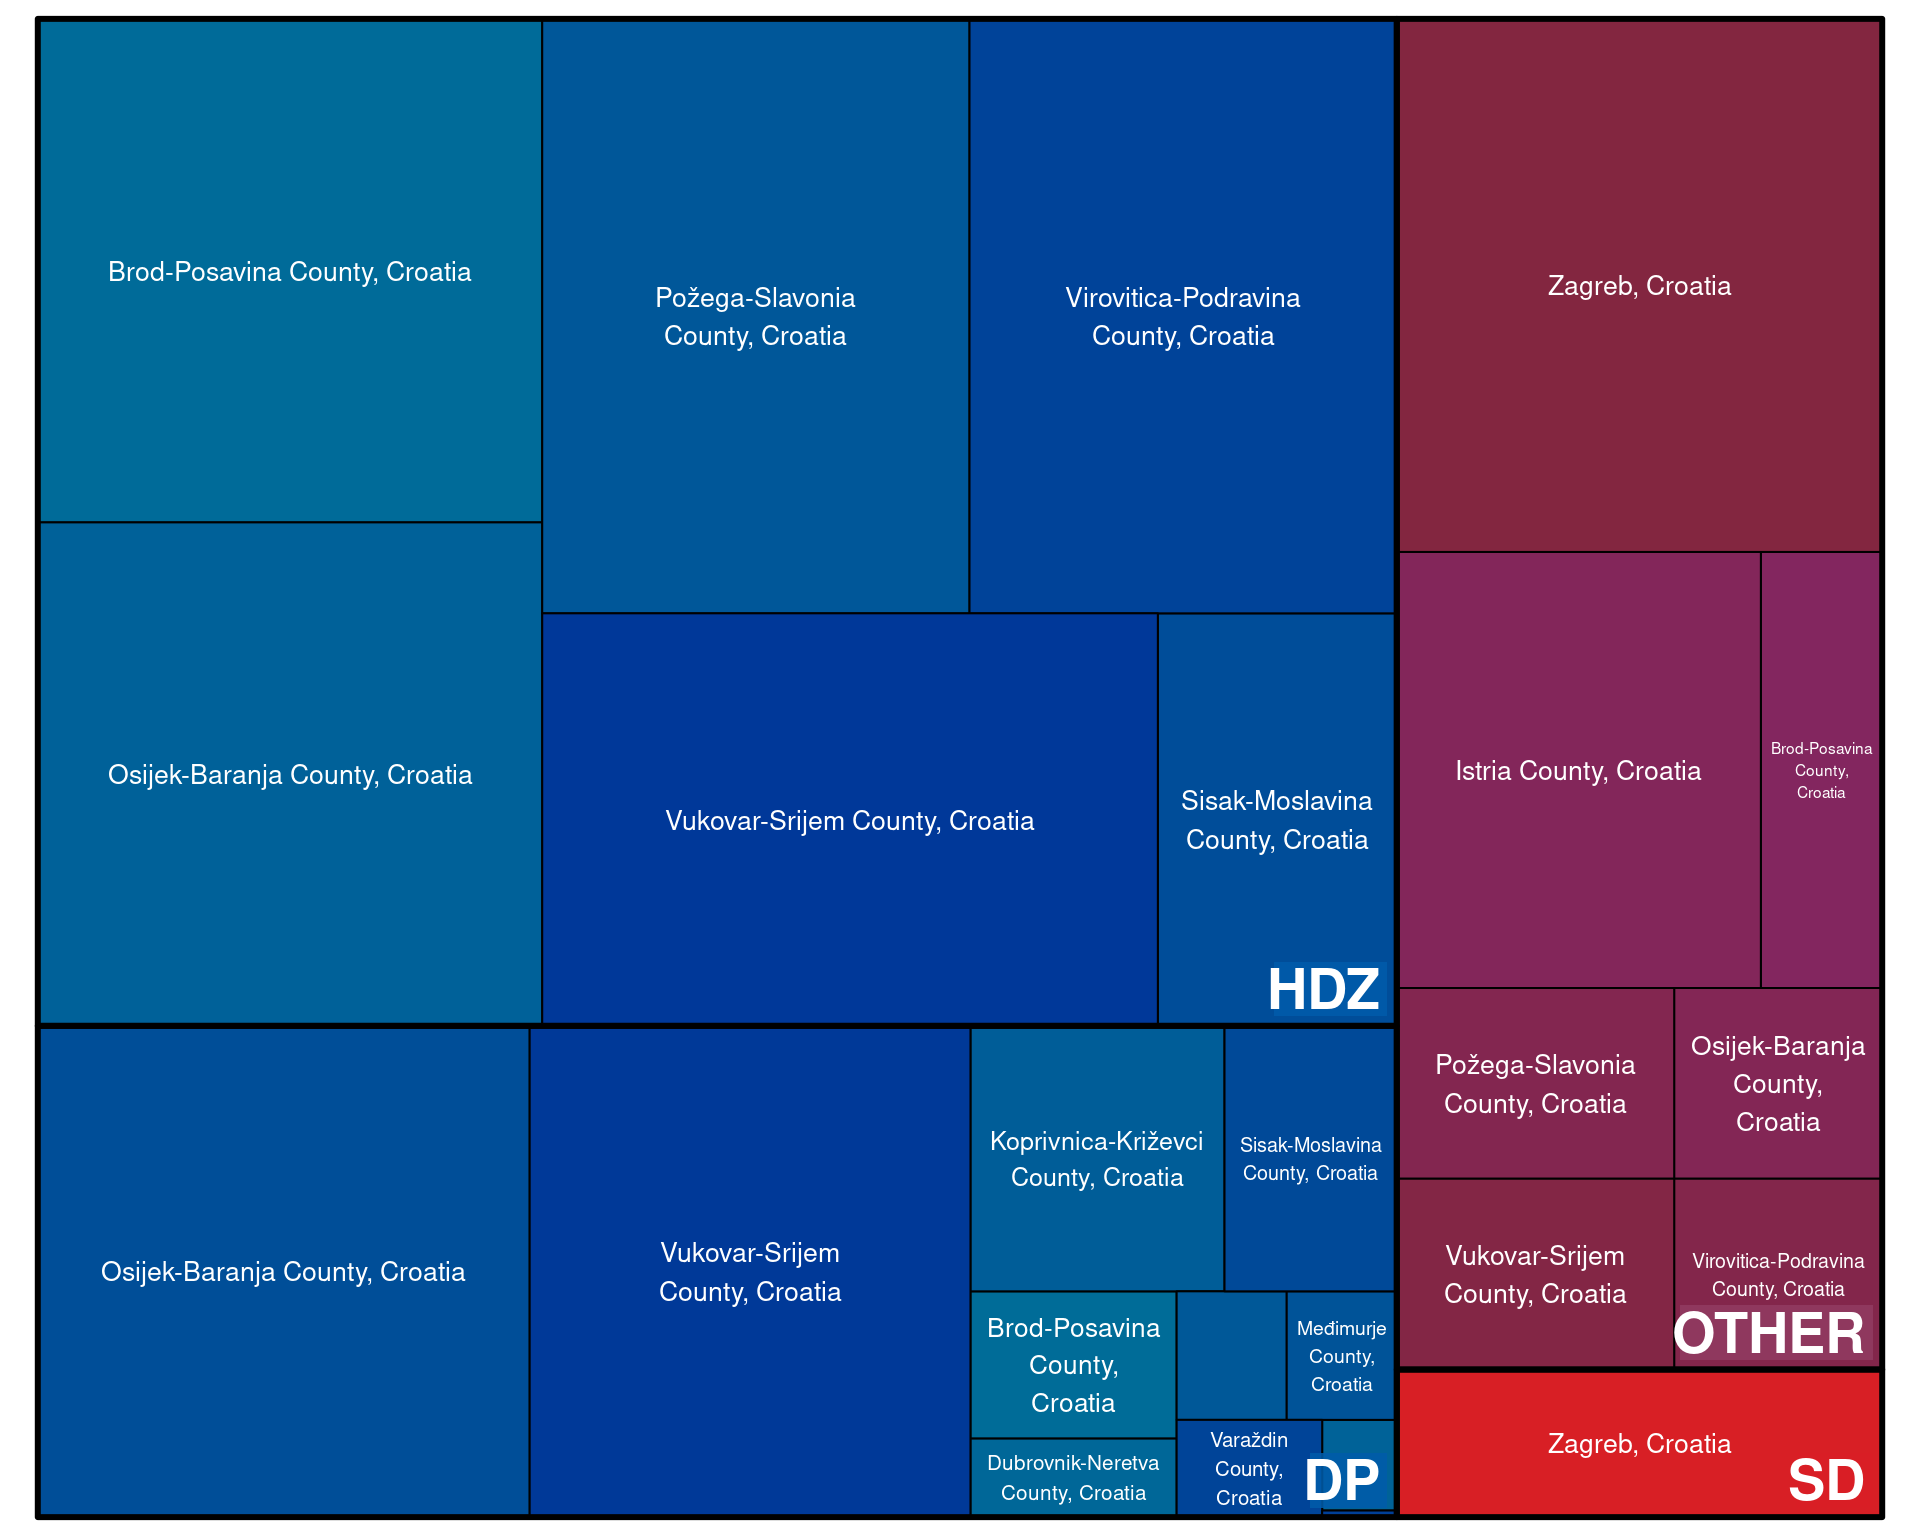 Brod-Posavina County, Croatia
Požega-Slavonia
County, Croatia
Virovitica-Podravina
County, Croatia
Osijek-Baranja County, Croatia
Vukovar-Srijem County, Croatia
Sisak-Moslavina
County, Croatia
HDZ
Osijek-Baranja County, Croatia
Vukovar-Srijem
County, Croatia
Koprivnica-Križevci
County, Croatia
Sisak-Moslavina
County, Croatia
Brod-Posavina
County,
Croatia
Međimurje
County,
Croatia
Dubrovnik-Neretva
County, Croatia
Varaždin
County,
Croatia
DP
Zagreb, Croatia
Istria County, Croatia
Brod-Posavina
County,
Croatia
Požega-Slavonia
County, Croatia
Osijek-Baranja
County,
Croatia
Vukovar-Srijem
County, Croatia
Virovitica-Podravina
County, Croatia
OTHER
Zagreb, Croatia
SD